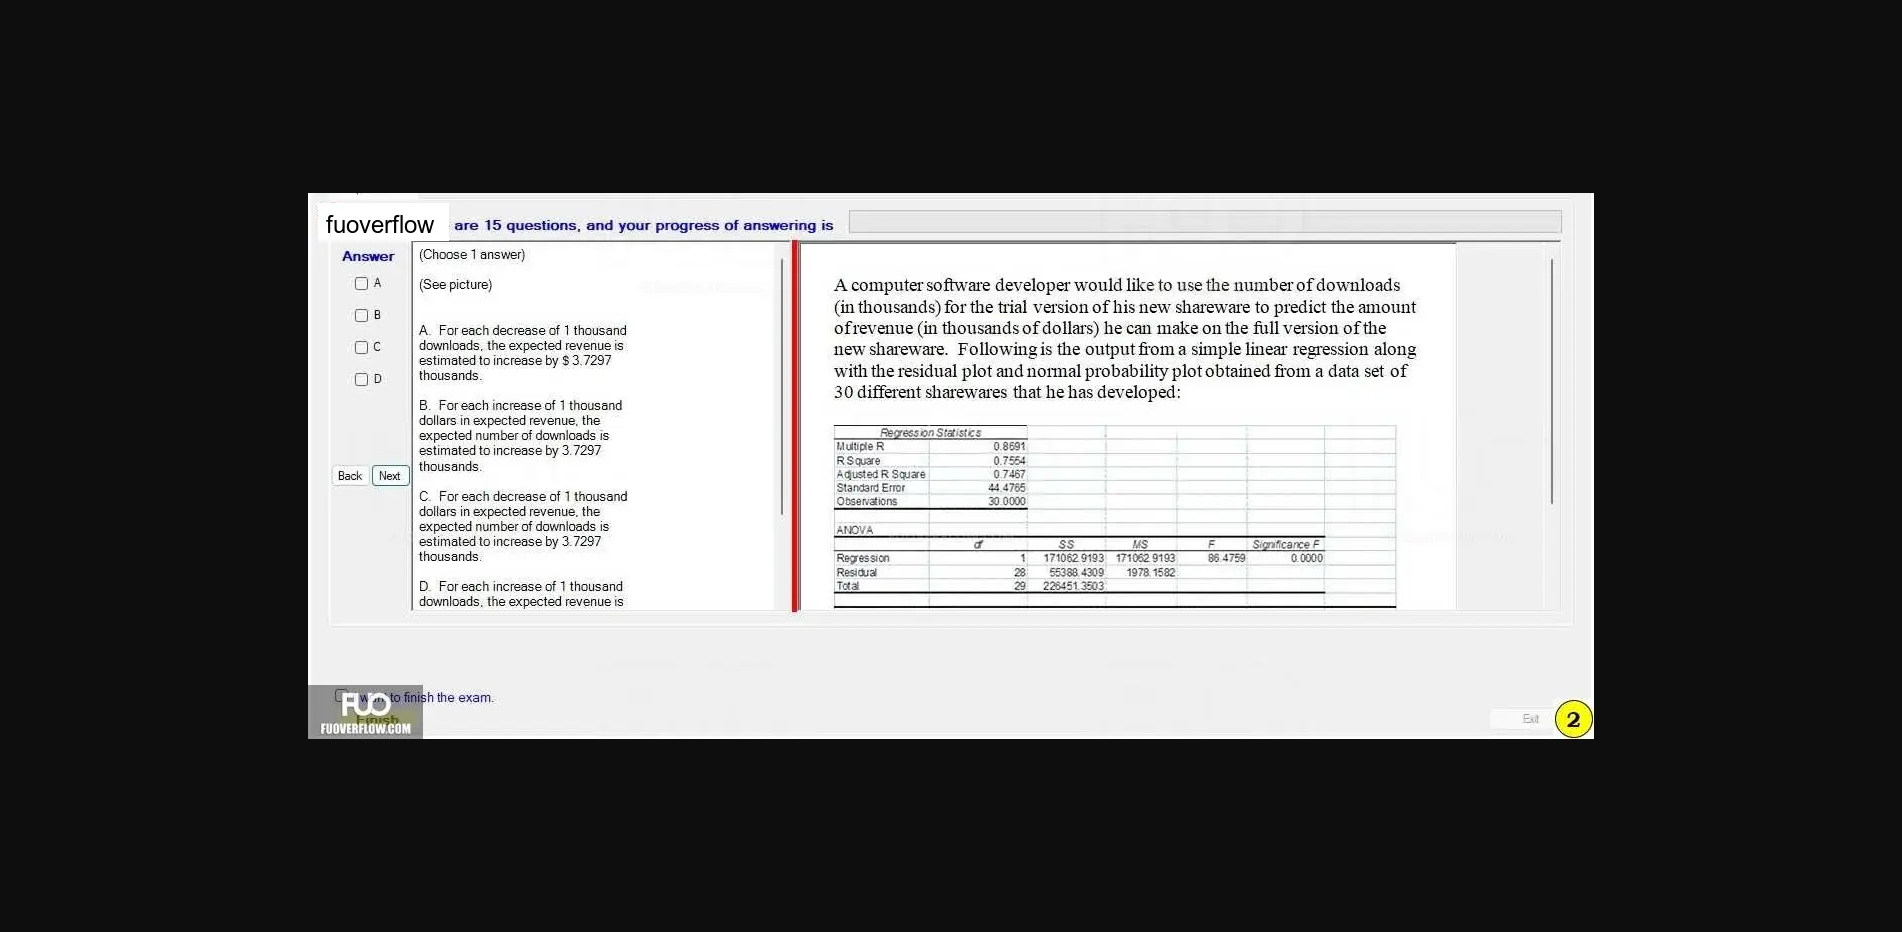 fuoverflow are 15 questions, and your progress of answering is
Answer
A
B
C
D
Back Next
(Choose 1 answer)
(See picture)
A. For each decrease of 1 thousand
downloads, the expected revenue is
estimated to increase by $ 3.7297
thousands.
B. For each increase of 1 thousand
dollars in expected revenue, the
expected number of downloads is
estimated to increase by 3.7297
thousands.
C. For each decrease of 1 thousand
dollars in expected revenue, the
expected number of downloads is
estimated to increase by 3.7297
thousands.
D. For each increase of 1 thousand
downloads, the expected revenue is
A computer software developer would like to use the number of downloads
(in thousands) for the trial version of his new shareware to predict the amount
of revenue (in thousands of dollars) he can make on the full version of the
new shareware. Following is the output from a simple linear regression along
with the residual plot and normal probability plot obtained from a data set of
30 different sharewares that he has developed:
Regression Statistics
Multiple R 0.8691
R Square 0.7554
Adjusted R Square 0.7467
Standard Error 44.4765
Observations 30.0000
ANOVA
df SS MS F Significance F
Regression 1 171062.9193 171062.9193 86.4759 0.0000
Residual 28 55388.4309 1978.1582
Total 29 226451.3503
want to finish the exam.
Finish
FUO
FUOVERFLOW.COM
Exit
2